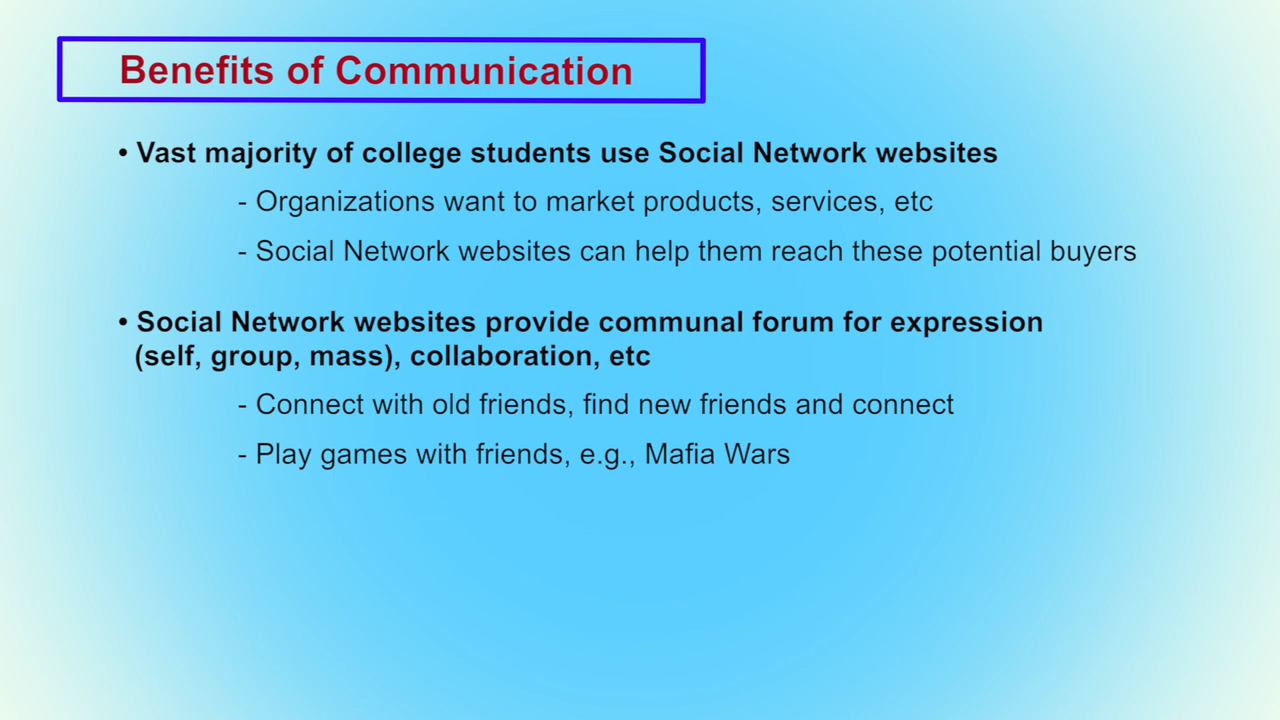 Benefits of Communication
• Vast majority of college students use Social Network websites
- Organizations want to market products, services, etc
- Social Network websites can help them reach these potential buyers
• Social Network websites provide communal forum for expression
(self, group, mass), collaboration, etc
- Connect with old friends, find new friends and connect
- Play games with friends, e.g., Mafia Wars